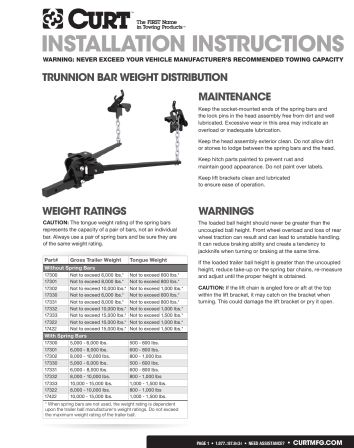 CURT
The FIRST Name
in Towing Products
INSTALLATION INSTRUCTIONS
WARNING: NEVER EXCEED YOUR VEHICLE MANUFACTURER'S RECOMMENDED TOWING CAPACITY
TRUNNION BAR WEIGHT DISTRIBUTION
MAINTENANCE
Keep the socket-mounted ends of the spring bars and
the lock pins in the head assembly free from dirt and well
lubricated. Excessive wear in this area may indicate an
overload or inadequate lubrication.
Keep the head assembly exterior clean. Do not allow dirt
or stones to lodge between the spring bars and the head.
Keep hitch parts painted to prevent rust and
maintain good appearance. Do not paint over labels.
Keep lift brackets clean and lubricated
to ensure ease of operation.
WEIGHT RATINGS
CAUTION: The tongue weight rating of the spring bars
represents the capacity of a pair of bars, not an individual
bar. Always use a pair of spring bars and be sure they are
of the same weight rating.
Part# Gross Trailer Weight Tongue Weight
Without Spring Bars
17300 Not to exceed 6,000 lbs.* Not to exceed 600 lbs.*
17301 Not to exceed 8,000 lbs.* Not to exceed 800 lbs.*
17302 Not to exceed 10,000 lbs.* Not to exceed 1,000 lbs.*
17330 Not to exceed 6,000 lbs.* Not to exceed 600 lbs.*
17331 Not to exceed 8,000 lbs.* Not to exceed 800 lbs.*
17332 Not to exceed 10,000 lbs.* Not to exceed 1,000 lbs.*
17333 Not to exceed 15,000 lbs.* Not to exceed 1,500 lbs.*
17322 Not to exceed 10,000 lbs.* Not to exceed 1,000 lbs.*
17422 Not to exceed 15,000 lbs.* Not to exceed 1,500 lbs.*
With Spring Bars
17300 5,000 - 6,000 lbs. 500 - 600 lbs.
17301 6,000 - 8,000 lbs. 600 - 800 lbs.
17302 8,000 - 10,000 lbs. 800 - 1,000 lbs
17330 5,000 - 6,000 lbs. 500 - 600 lbs.
17331 6,000 - 8,000 lbs. 600 - 800 lbs.
17332 8,000 - 10,000 lbs. 800 - 1,000 lbs
17333 10,000 - 15,000 lbs. 1,000 - 1,500 lbs.
17322 8,000 - 10,000 lbs. 800 - 1,000 lbs
17422 10,000 - 15,000 lbs. 1,000 - 1,500 lbs.
* When spring bars are not used, the weight rating is dependent
upon the trailer ball manufacturer's weight ratings. Do not exceed
the maximum weight rating of the trailer ball.
WARNINGS
The loaded ball height should never be greater than the
uncoupled ball height. Front wheel overload and loss of rear
wheel traction can result and can lead to unstable handling.
It can reduce braking ability and create a tendency to
jackknife when turning or braking at the same time.
If the loaded trailer ball height is greater than the uncoupled
height, reduce take-up on the spring bar chains, re-measure
and adjust until the proper height is obtained.
CAUTION: If the lift chain is angled fore or aft at the top
within the lift bracket, it may catch on the bracket when
turning. This could damage the lift bracket or pry it open.
PAGE 1 • NEED ASSISTANCE? • CURTMFG.COM